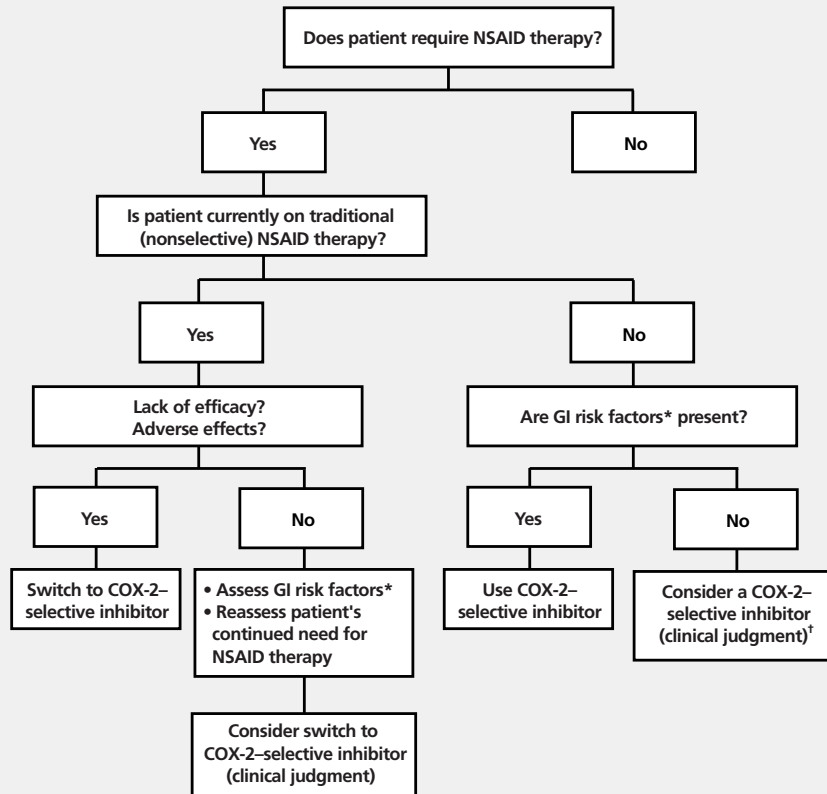 Does patient require NSAID therapy?
Yes
No
Is patient currently on traditional
(nonselective) NSAID therapy?
Yes
No
Lack of efficacy?
Adverse effects?
Are GI risk factors* present?
Yes
No
Yes
No
Switch to COX-2–
selective inhibitor
• Assess GI risk factors*
• Reassess patient's
continued need for
NSAID therapy
Use COX-2–
selective inhibitor
Consider a COX-2–
selective inhibitor
(clinical judgment)†
Consider switch to
COX-2–selective inhibitor
(clinical judgment)